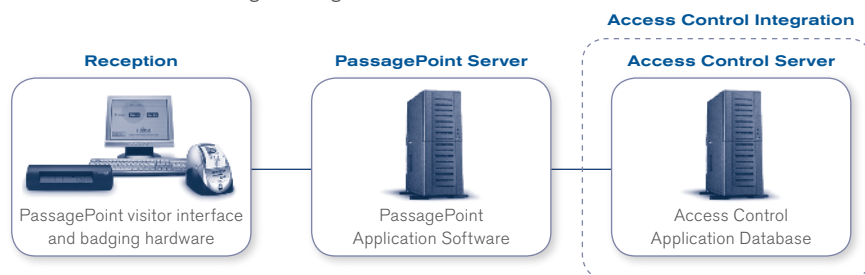 Access Control Integration
Reception
PassagePoint Server
Access Control Server
PassagePoint visitor interface
and badging hardware
PassagePoint
Application Software
Access Control
Application Database